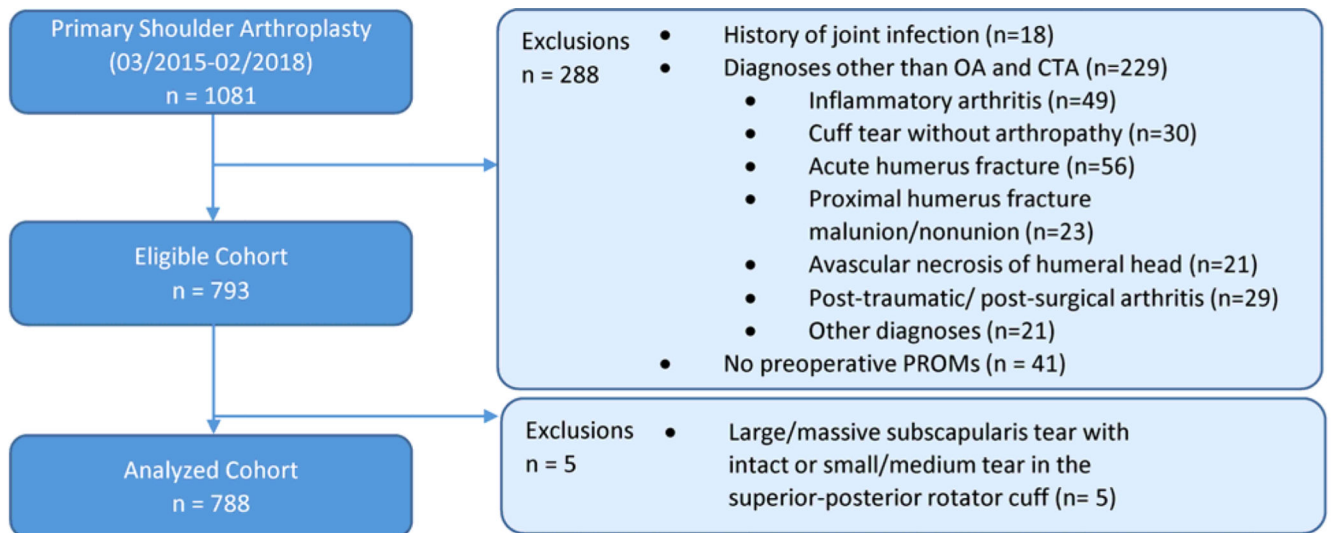 Primary Shoulder Arthroplasty
(03/2015-02/2018)
n = 1081
Exclusions
n = 288
• History of joint infection (n=18)
• Diagnoses other than OA and CTA (n=229)
• Inflammatory arthritis (n=49)
• Cuff tear without arthropathy (n=30)
• Acute humerus fracture (n=56)
• Proximal humerus fracture
malunion/nonunion (n=23)
• Avascular necrosis of humeral head (n=21)
• Post-traumatic/ post-surgical arthritis (n=29)
• Other diagnoses (n=21)
• No preoperative PROMs (n = 41)
Eligible Cohort
n = 793
Exclusions
n = 5
• Large/massive subscapularis tear with
intact or small/medium tear in the
superior-posterior rotator cuff (n= 5)
Analyzed Cohort
n = 788